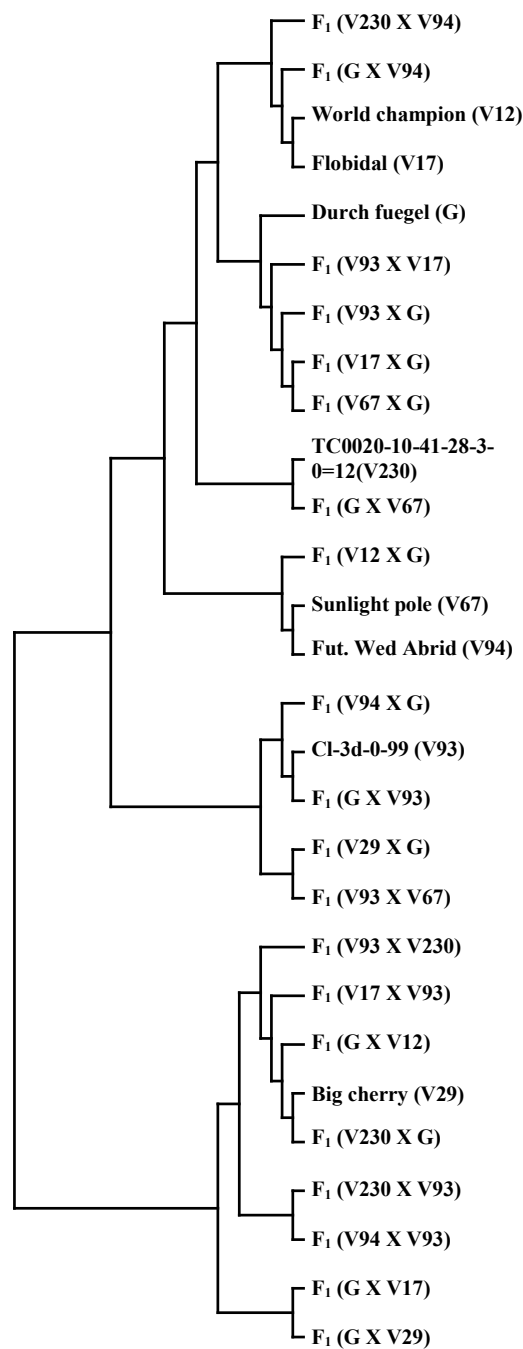 F₁ (V230 X V94)
F₁ (G X V94)
World champion (V12)
Flobidal (V17)
Durch fuegel (G)
F₁ (V93 X V17)
F₁ (V93 X G)
F₁ (V17 X G)
F₁ (V67 X G)
TC0020-10-41-28-3-
0=12(V230)
F₁ (G X V67)
F₁ (V12 X G)
Sunlight pole (V67)
Fut. Wed Abrid (V94)
F₁ (V94 X G)
Cl-3d-0-99 (V93)
F₁ (G X V93)
F₁ (V29 X G)
F₁ (V93 X V67)
F₁ (V93 X V230)
F₁ (V17 X V93)
F₁ (G X V12)
Big cherry (V29)
F₁ (V230 X G)
F₁ (V230 X V93)
F₁ (V94 X V93)
F₁ (G X V17)
F₁ (G X V29)